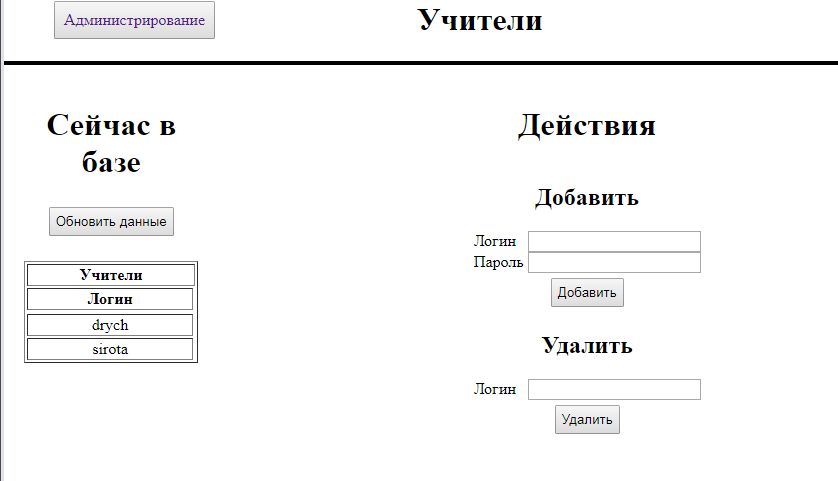 Администрирование
Учители
Сейчас в
базе
Обновить данные
Учители
Логин
drych
sirota
Действия
Добавить
Логин
Пароль
Добавить
Удалить
Логин
Удалить